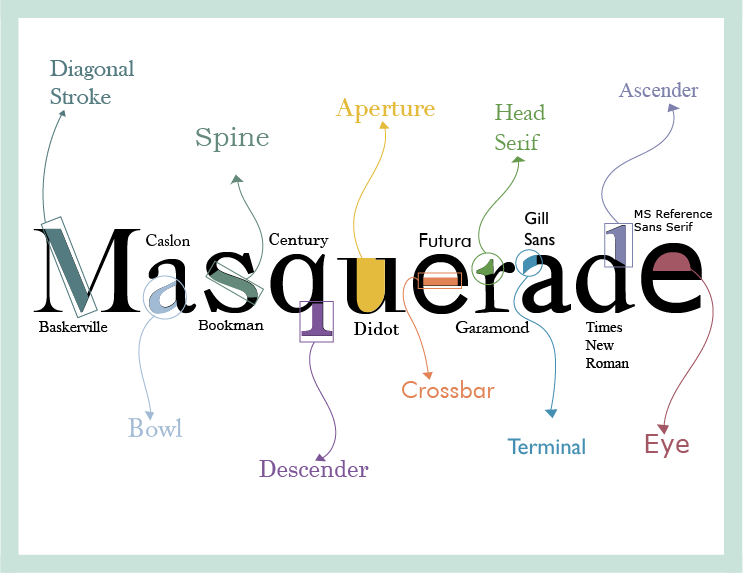 Diagonal
Stroke
Spine
Aperture
Head
Serif
Ascender
Caslon
Century
Futura
Gill
Sans
MS Reference
Sans Serif
Masquerade
Baskerville
Bookman
Didot
Garamond
Times
New
Roman
Bowl
Descender
Crossbar
Terminal
Eye